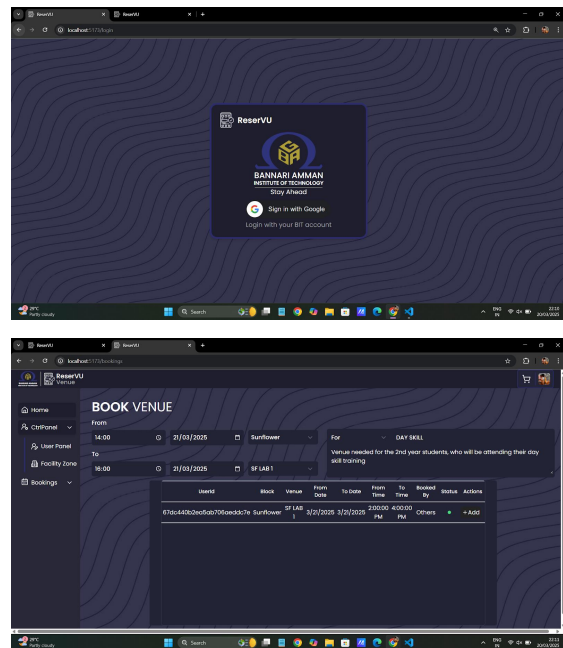 ReserVU
ReserVU
localhost:5173/login
ReserVU
BANNARI AMMAN
INSTITUTE OF TECHNOLOGY
Stay Ahead
Sign in with Google
Login with your BIT account
29°C
Partly cloudy
Search
ENG
IN
22:10
20/03/2025
ReserVU
ReserVU
localhost:5173/bookings
ReserVU
Venue
Home
CtrlPanel
User Panel
Facility Zone
Bookings
BOOK VENUE
From
14:00
21/03/2025
Sunflower
For
DAY SKILL
To
16:00
21/03/2025
SF LAB 1
Venue needed for the 2nd year students, who will be attending their day
skill training
UserId Block Venue From Date To Date From Time To Time Booked By Status Actions
67dc440b2ea5ab706aeddc7e Sunflower SF LAB 1 3/21/2025 3/21/2025 2:00:00 PM 4:00:00 PM Others + Add
29°C
Partly cloudy
Search
ENG
IN
22:11
20/03/2025